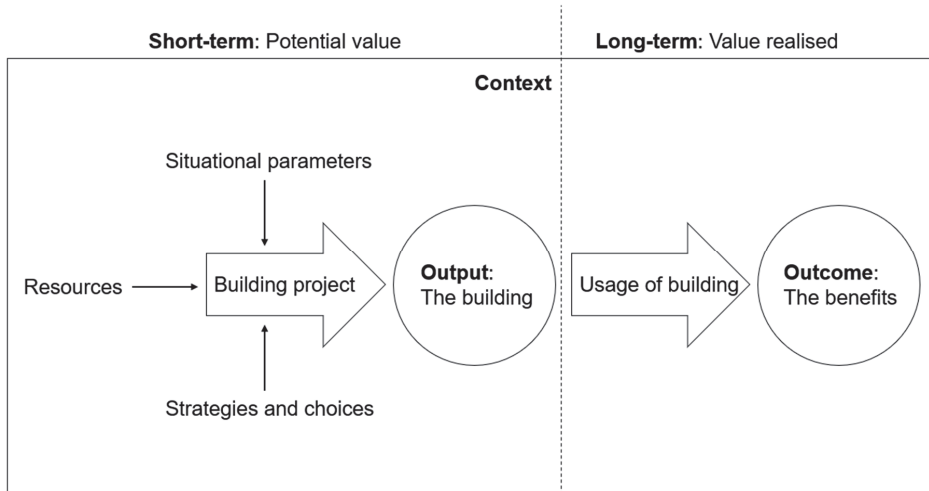 Short-term: Potential value
Long-term: Value realised
Context
Situational parameters
Resources
Building project
Output:
The building
Usage of building
Outcome:
The benefits
Strategies and choices